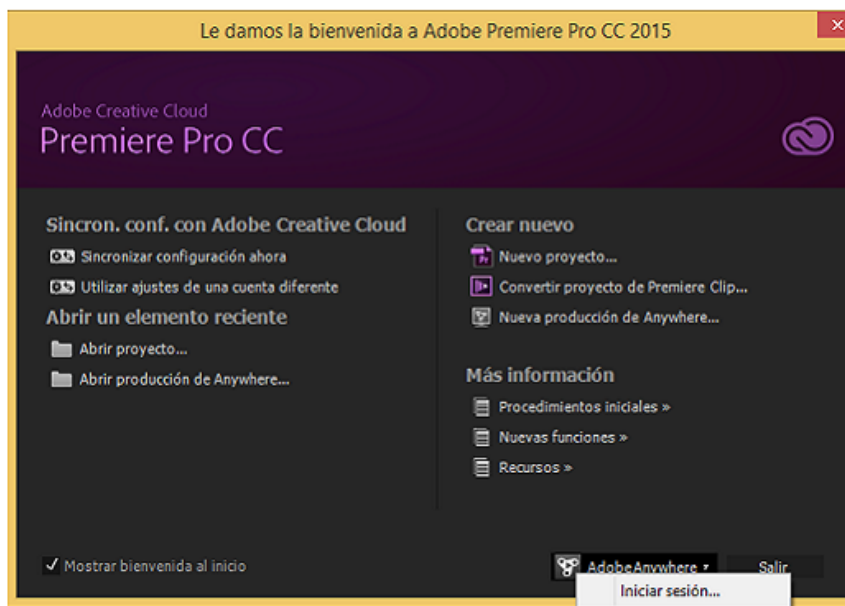 Le damos la bienvenida a Adobe Premiere Pro CC 2015
Adobe Creative Cloud
Premiere Pro CC
Sincron. conf. con Adobe Creative Cloud
Sincronizar configuración ahora
Utilizar ajustes de una cuenta diferente
Abrir un elemento reciente
Abrir proyecto...
Abrir producción de Anywhere...
Crear nuevo
Nuevo proyecto...
Convertir proyecto de Premiere Clip...
Nueva producción de Anywhere...
Más información
Procedimientos iniciales »
Nuevas funciones »
Recursos »
Mostrar bienvenida al inicio
Adobe Anywhere
Salir
Iniciar sesión...